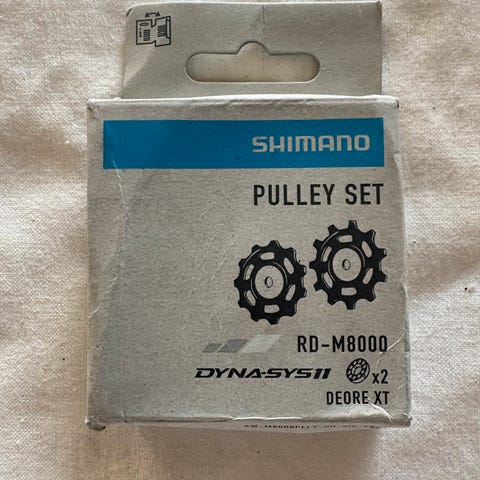 SHIMANO
PULLEY SET
RD-M8000
DYNA-SYS11
x2
DEORE XT